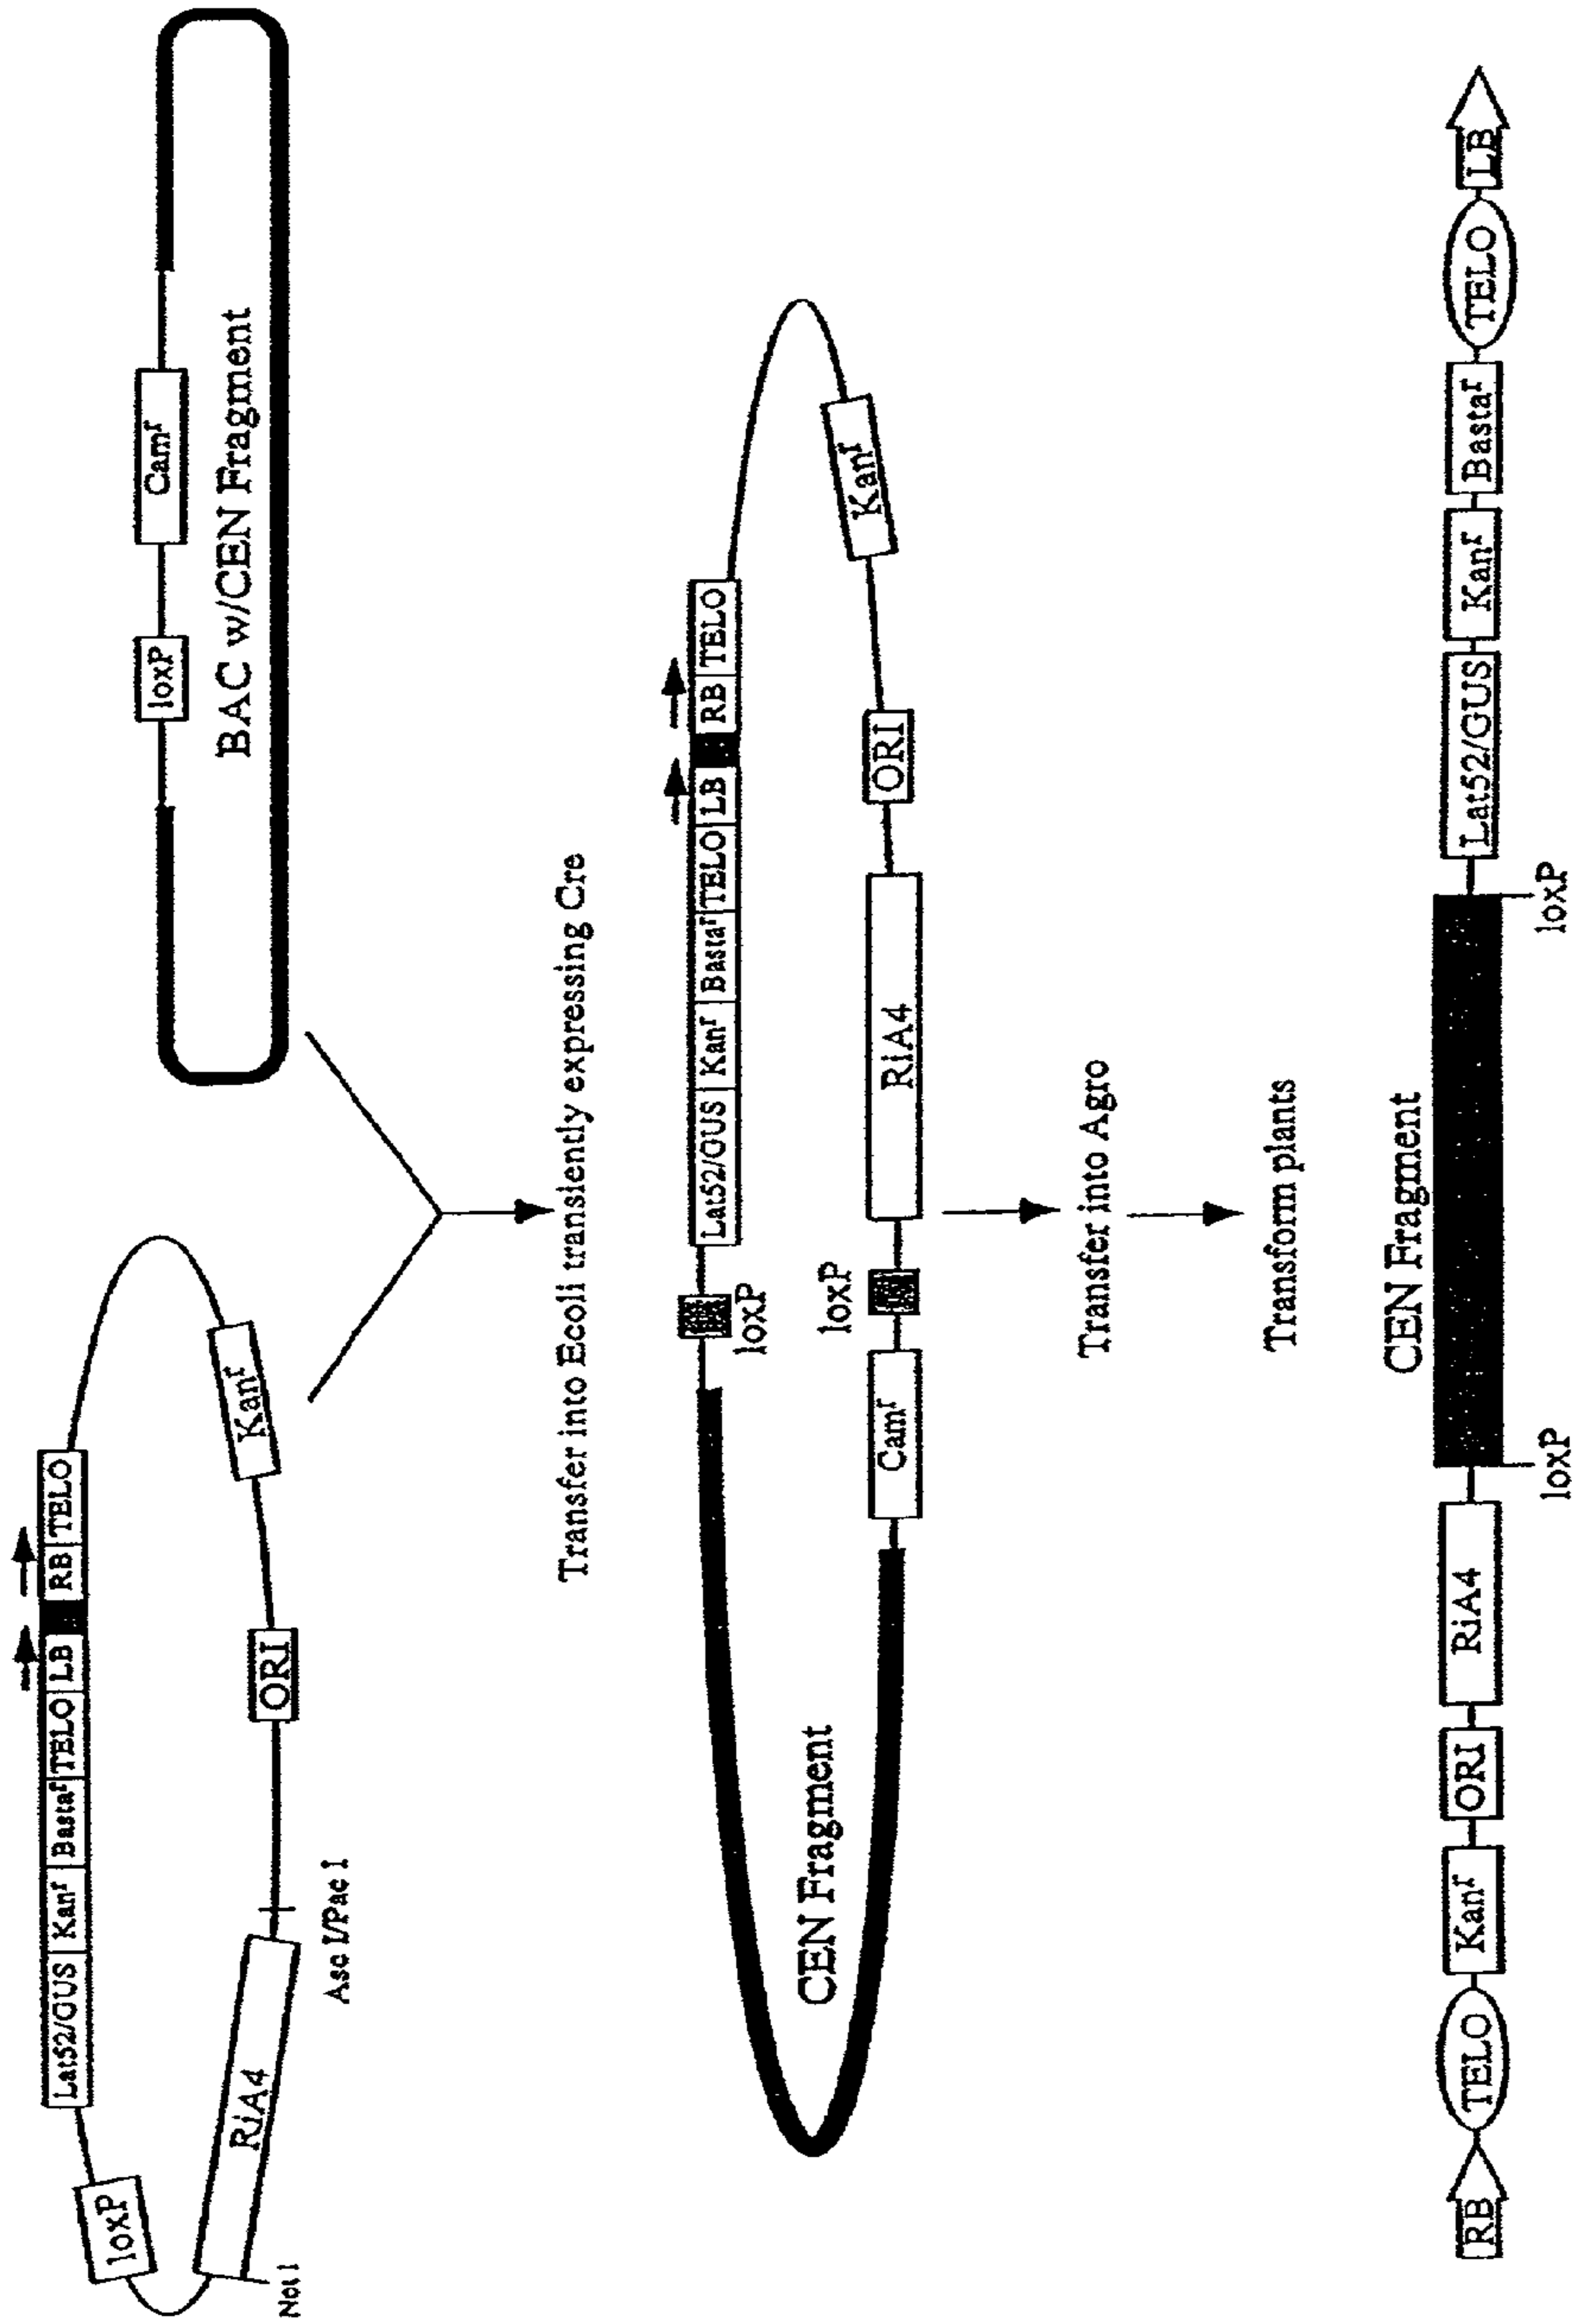 Lat52/GUS Kanr Bastar TELO LB RB TELO
loxP
Kanr
ORI
RiA4
Not I
Asc I/Pac I
loxP Camr
BAC w/CEN Fragment
Transfer into Ecoli transiently expressing Cre
Lat52/GUS Kanr Bastar TELO LB RB TELO
loxP
Kanr
ORI
RiA4
loxP
Camr
CEN Fragment
Transfer into Agro
Transform plants
CEN Fragment
RB TELO Kanr ORI RiA4 Lat52/GUS Kanr Bastar TELO LB
loxP loxP